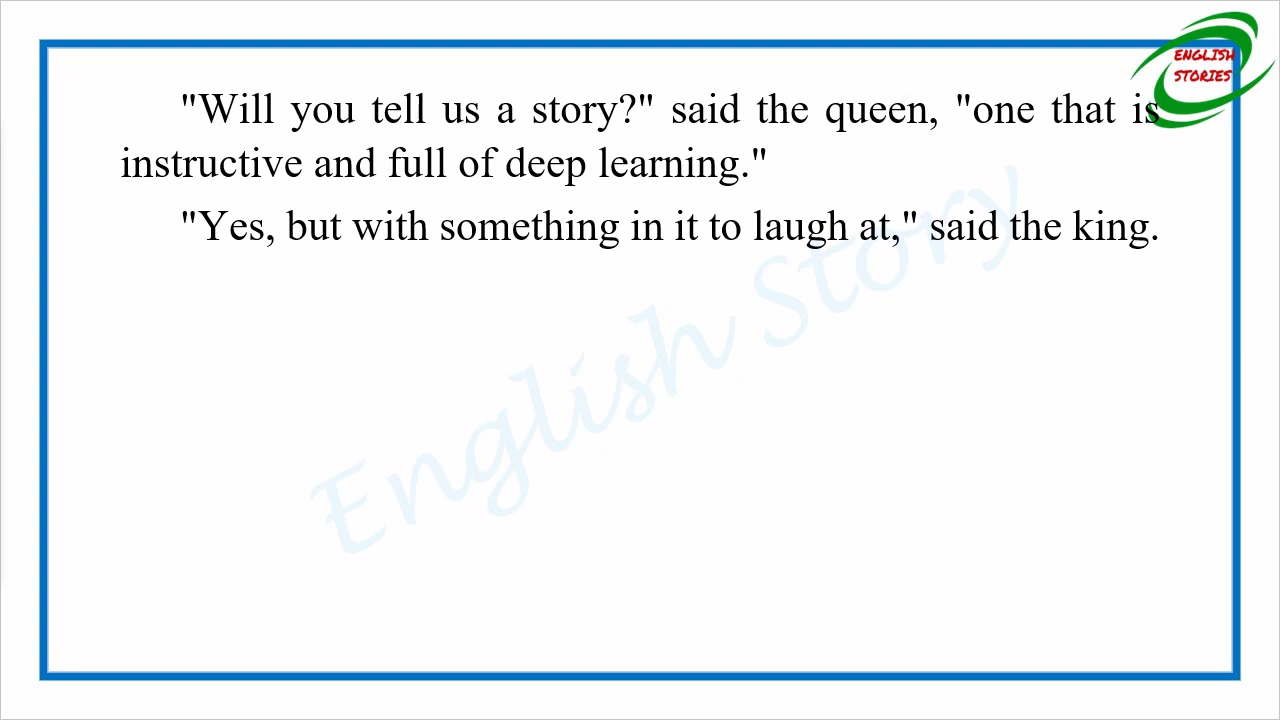 ENGLISH
STORIES
"Will you tell us a story?" said the queen, "one that is
instructive and full of deep learning."
"Yes, but with something in it to laugh at," said the king.
English Story